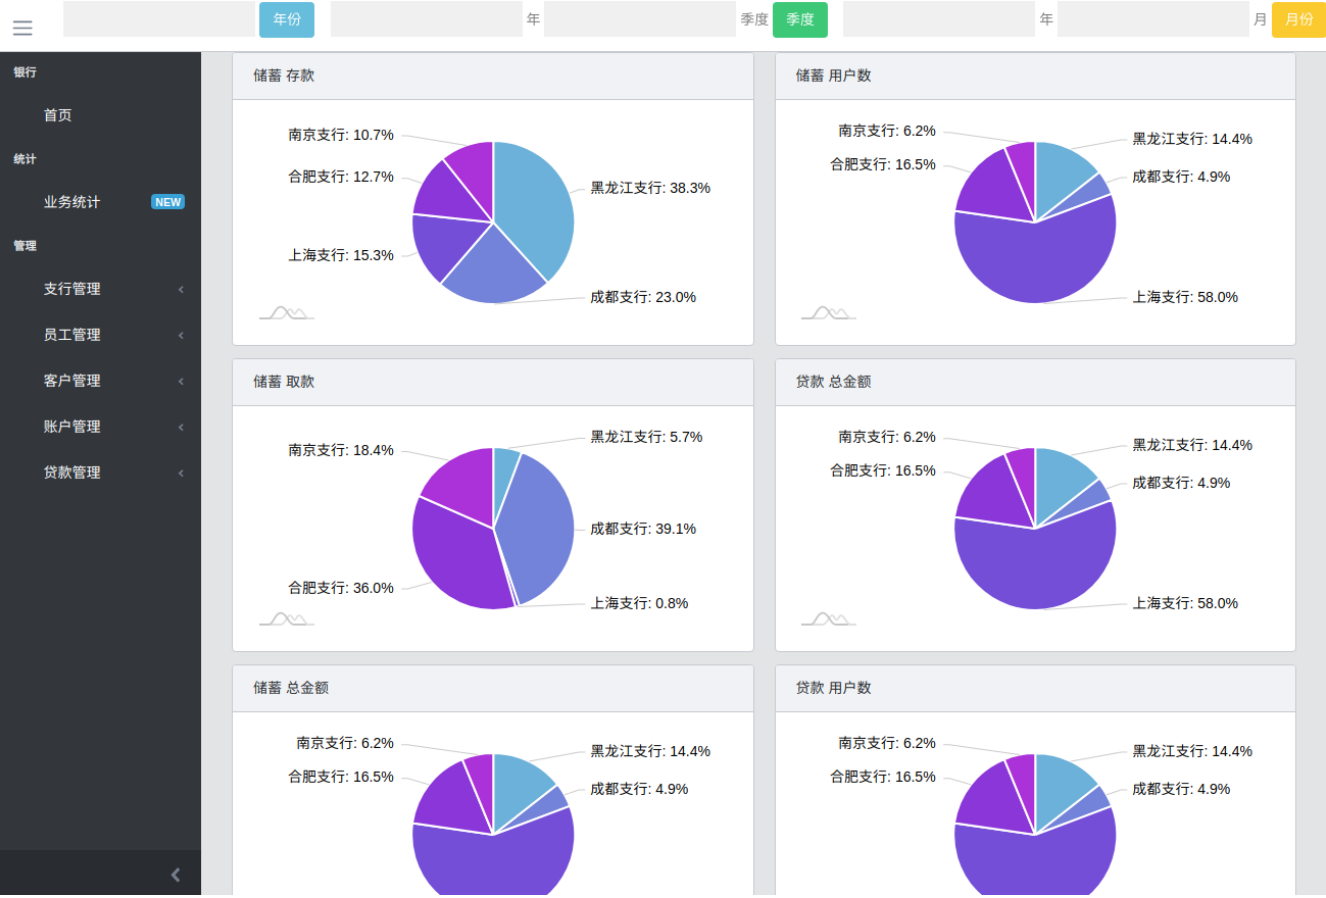 年份
年
季度
季度
年
月
月份
银行
首页
统计
业务统计 NEW
管理
支行管理
员工管理
客户管理
账户管理
贷款管理
储蓄 存款
南京支行: 10.7%
合肥支行: 12.7%
黑龙江支行: 38.3%
上海支行: 15.3%
成都支行: 23.0%
储蓄 用户数
南京支行: 6.2%
黑龙江支行: 14.4%
合肥支行: 16.5%
成都支行: 4.9%
上海支行: 58.0%
储蓄 取款
黑龙江支行: 5.7%
南京支行: 18.4%
成都支行: 39.1%
合肥支行: 36.0%
上海支行: 0.8%
贷款 总金额
南京支行: 6.2%
黑龙江支行: 14.4%
合肥支行: 16.5%
成都支行: 4.9%
上海支行: 58.0%
储蓄 总金额
南京支行: 6.2%
黑龙江支行: 14.4%
合肥支行: 16.5%
成都支行: 4.9%
贷款 用户数
南京支行: 6.2%
黑龙江支行: 14.4%
合肥支行: 16.5%
成都支行: 4.9%